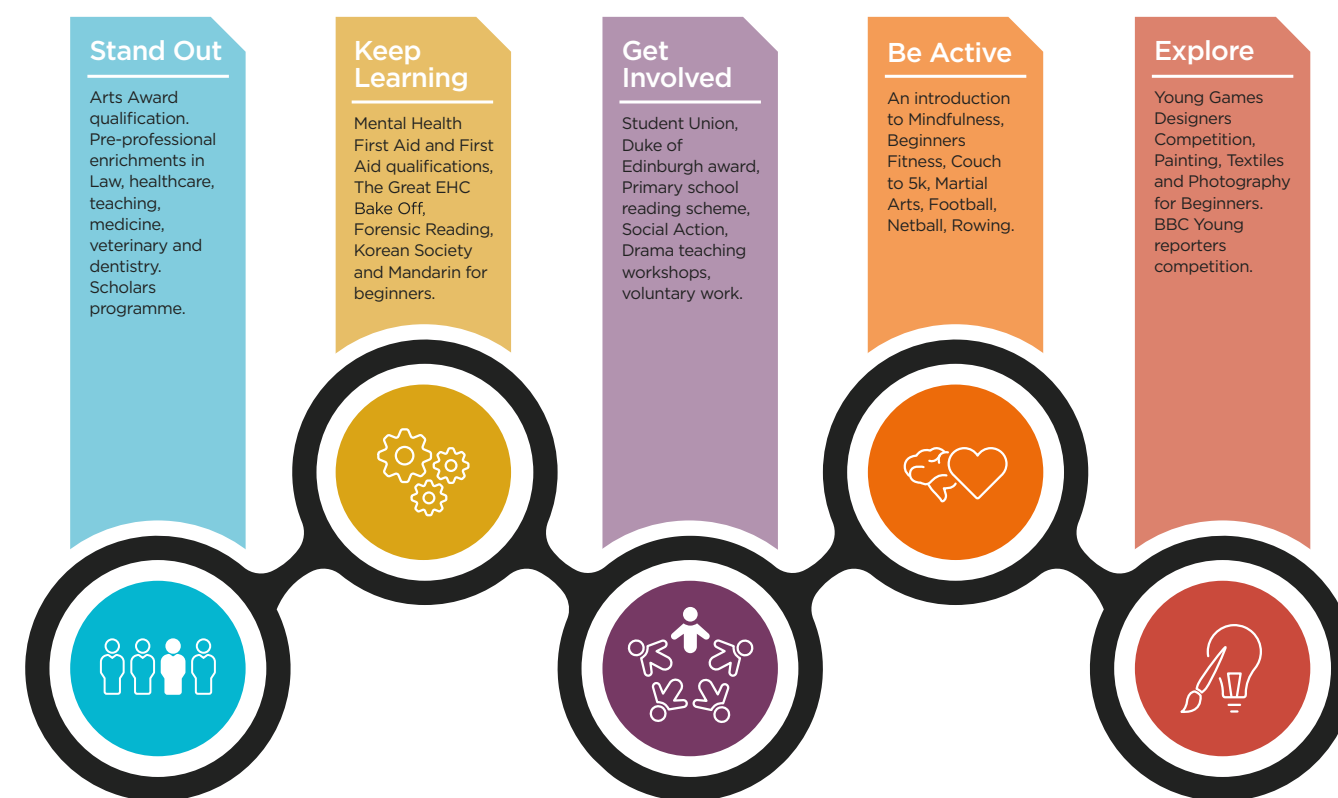 Stand Out
Arts Award
qualification.
Pre-professional
enrichments in
Law, healthcare,
teaching,
medicine,
veterinary and
dentistry.
Scholars
programme.
Keep
Learning
Mental Health
First Aid and First
Aid qualifications,
The Great EHC
Bake Off,
Forensic Reading,
Korean Society
and Mandarin for
beginners.
Get
Involved
Student Union,
Duke of
Edinburgh award,
Primary school
reading scheme,
Social Action,
Drama teaching
workshops,
voluntary work.
Be Active
An introduction
to Mindfulness,
Beginners
Fitness, Couch
to 5k, Martial
Arts, Football,
Netball, Rowing.
Explore
Young Games
Designers
Competition,
Painting, Textiles
and Photography
for Beginners.
BBC Young
reporters
competition.